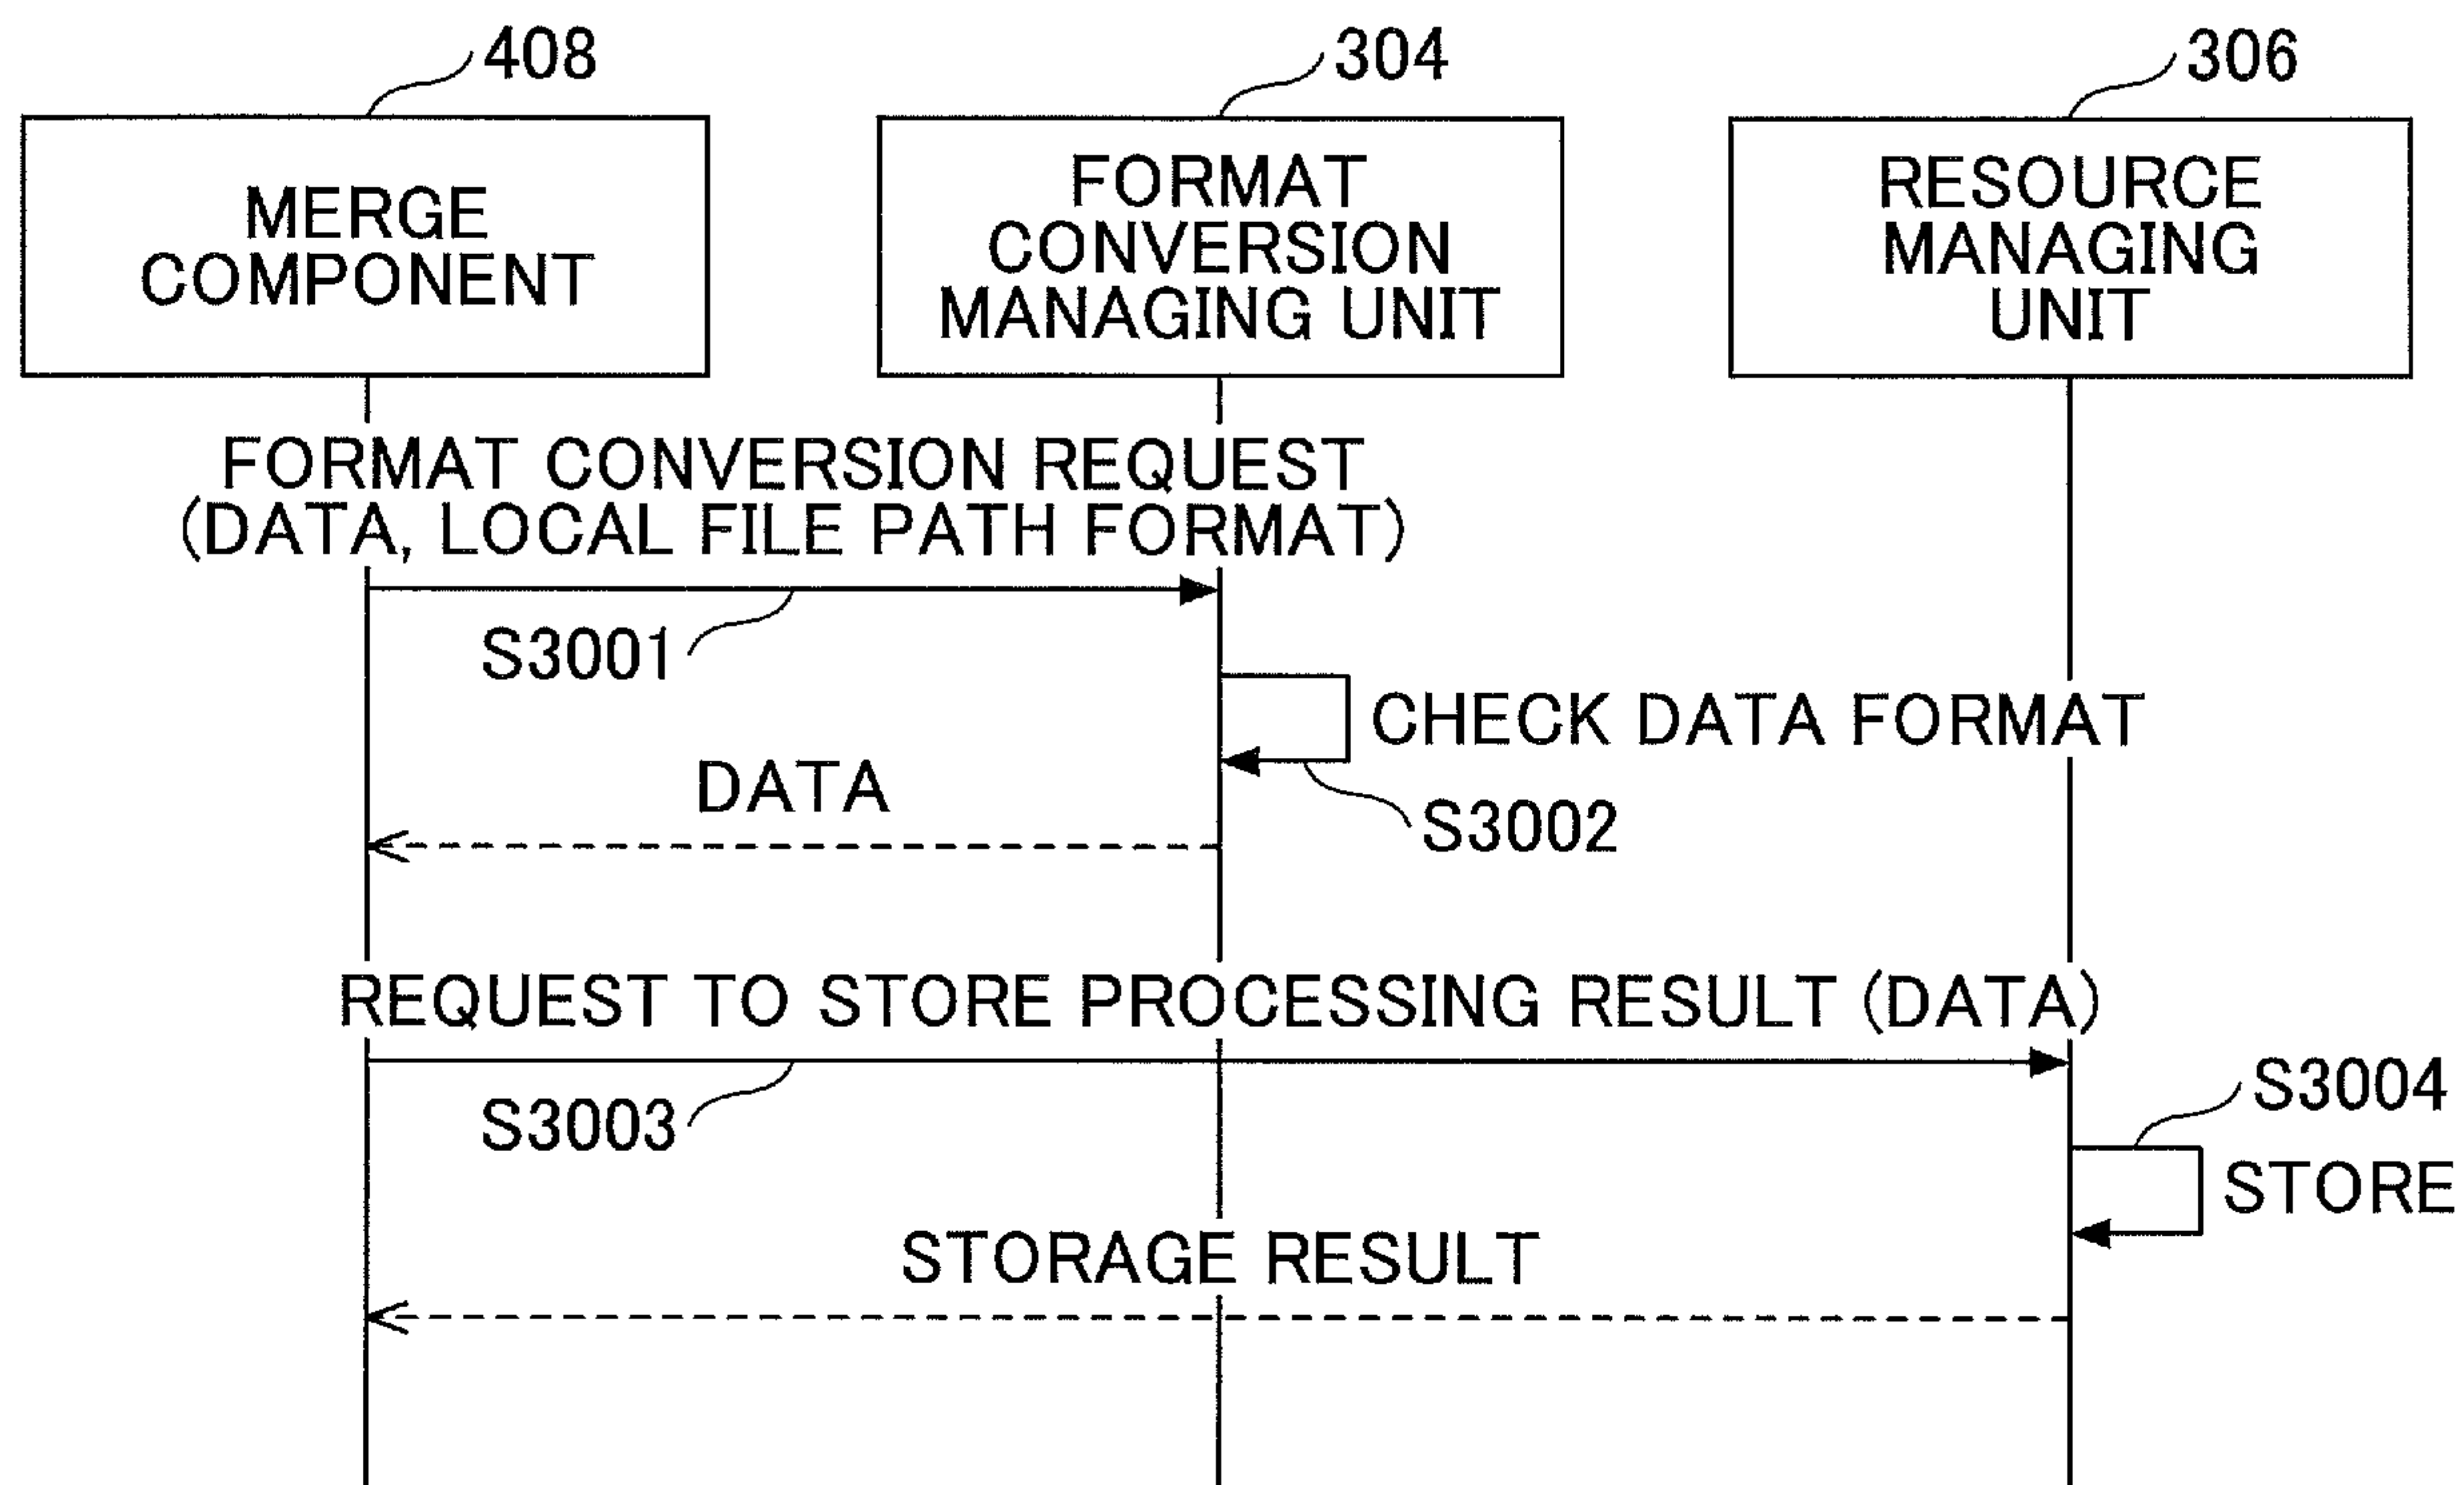 408
304
306
MERGE
COMPONENT
FORMAT
CONVERSION
MANAGING UNIT
RESOURCE
MANAGING
UNIT
FORMAT CONVERSION REQUEST
(DATA, LOCAL FILE PATH FORMAT)
S3001
CHECK DATA FORMAT
DATA
S3002
REQUEST TO STORE PROCESSING RESULT (DATA)
S3003
S3004
STORE
STORAGE RESULT